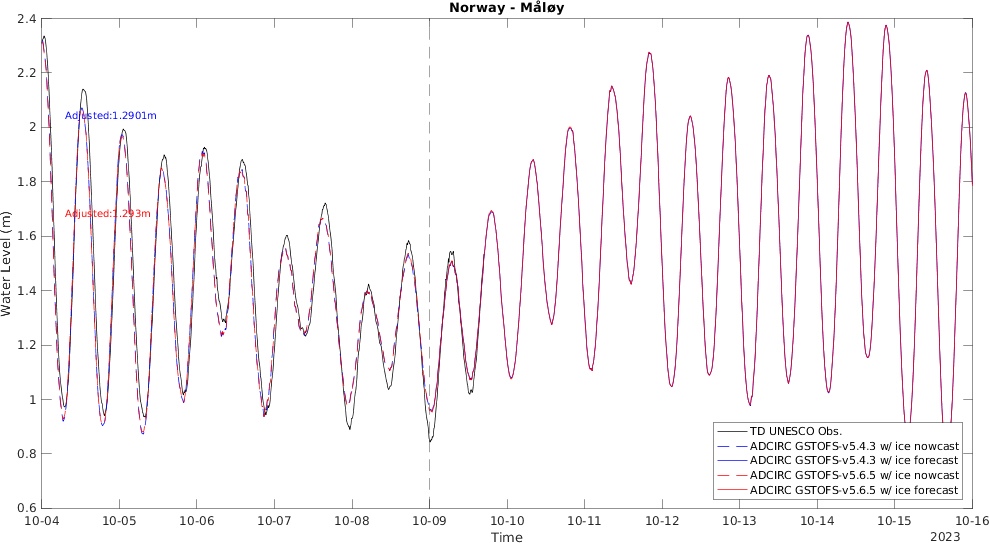 Norway - Måløy
2.4
2.2
2
1.8
1.6
1.4
1.2
1
0.8
0.6
Water Level (m)
Adjusted:1.2901m
Adjusted:1.293m
TD UNESCO Obs.
ADCIRC GSTOFS-v5.4.3 w/ ice nowcast
ADCIRC GSTOFS-v5.4.3 w/ ice forecast
ADCIRC GSTOFS-v5.6.5 w/ ice nowcast
ADCIRC GSTOFS-v5.6.5 w/ ice forecast
10-04 10-05 10-06 10-07 10-08 10-09 10-10 10-11 10-12 10-13 10-14 10-15 10-16
Time
2023